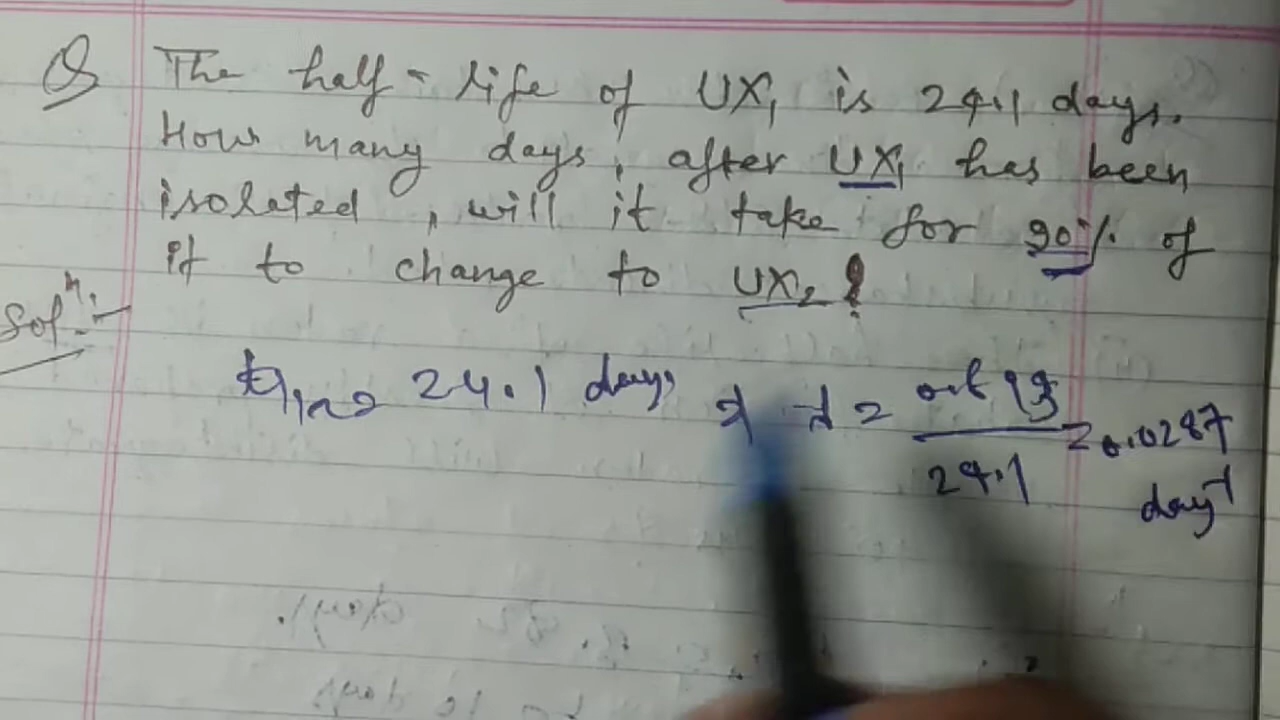 Q The half-life of UX₁ is 24.1 days.
How many days, after UX₁ has been
isolated, will it take for 90% of
it to change to UX₂?
Solⁿ:-
t₁/₂ = 24.1 days ⇒ λ = 0.693 / 24.1 = 0.0287 day⁻¹